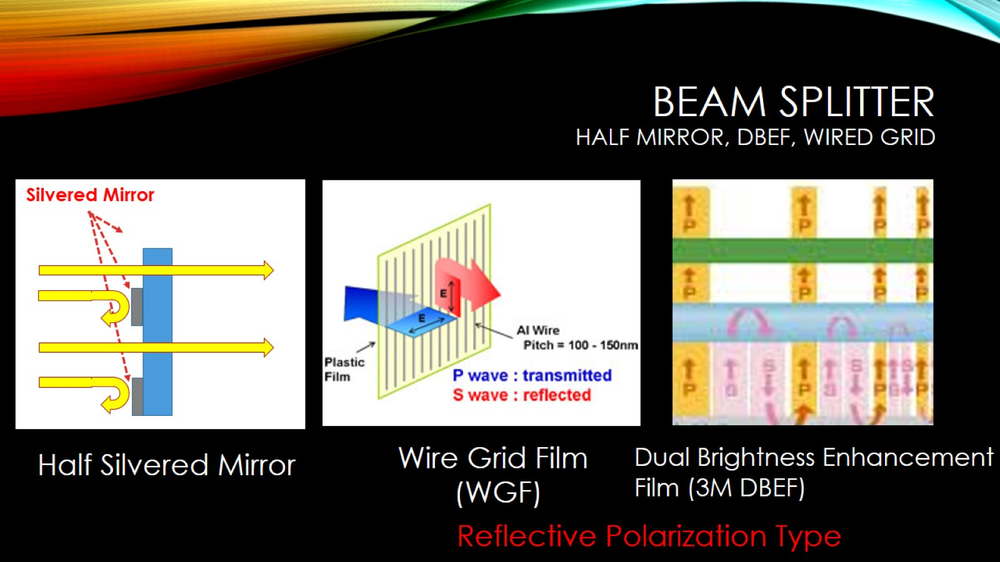 BEAM SPLITTER
HALF MIRROR, DBEF, WIRED GRID
Silvered Mirror
Half Silvered Mirror
E
E
Al Wire
Pitch = 100 - 150nm
Plastic
Film
P wave : transmitted
S wave : reflected
Wire Grid Film
(WGF)
P P P P
P P P P
P S P S P S P
Dual Brightness Enhancement
Film (3M DBEF)
Reflective Polarization Type